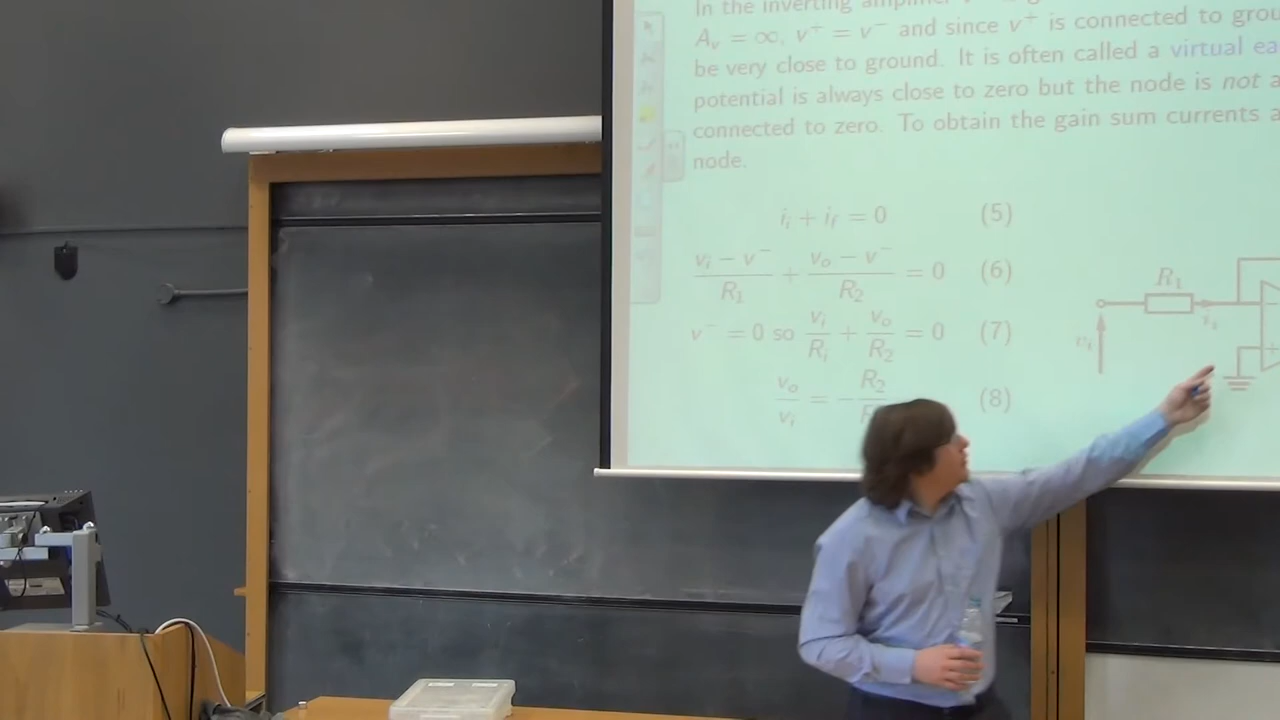 In the inverting amplifier
A_v = ∞, v⁺ = v⁻ and since v⁺ is connected to grou
be very close to ground. It is often called a virtual ea
potential is always close to zero but the node is not a
connected to zero. To obtain the gain sum currents a
node.
i_i + i_f = 0 (5)
(v_i − v⁻)/R_1 + (v_o − v⁻)/R_2 = 0 (6)
v⁻ = 0 so v_i/R_i + v_o/R_2 = 0 (7)
v_o/v_i = −R_2/ (8)
R_1
i_i
v_i